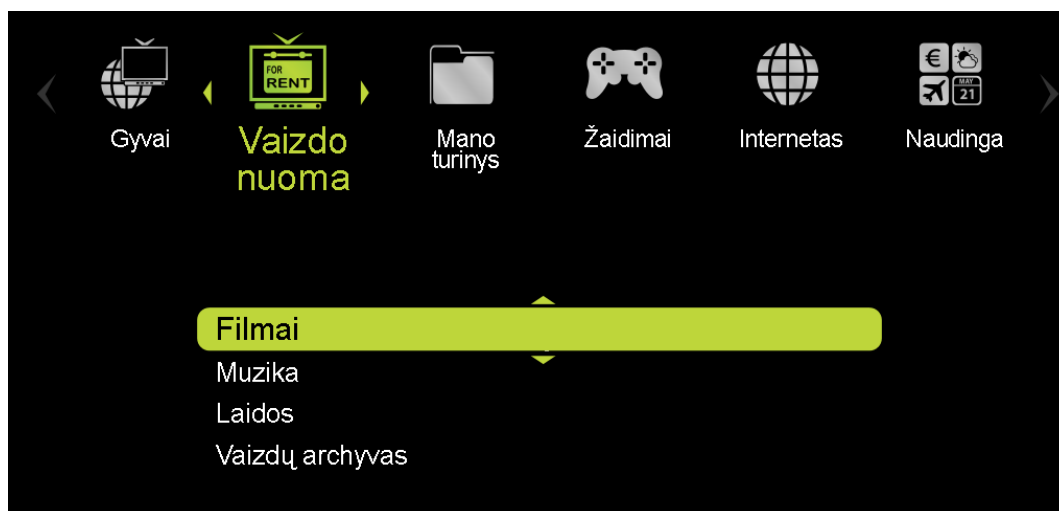 FOR
RENT
€
MAY
21
Gyvai
Vaizdo
nuoma
Mano
turinys
Žaidimai
Internetas
Naudinga
Filmai
Muzika
Laidos
Vaizdų archyvas